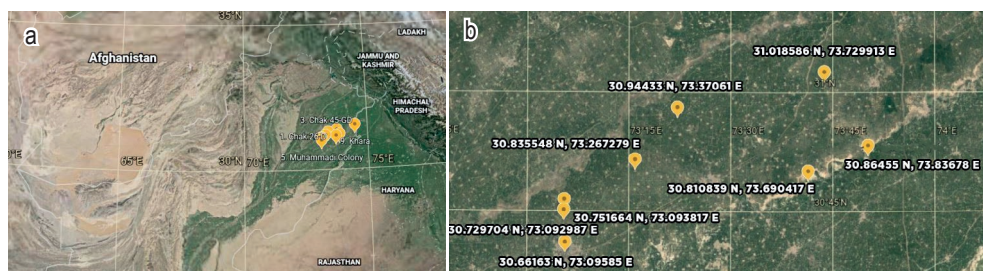 a
35°N
LADAKH
Afghanistan
JAMMU AND
KASHMIR
HIMACHAL
PRADESH
3. Chak 45-GD
9. Khara
5. Muhammadi Colony
65°E
30°N
70°E
75°E
HARYANA
RAJASTHAN
b
31.018586 N, 73.729913 E
31°N
30.94433 N, 73.37061 E
73°15'E
73°30'E
73°45'E
74°E
30.835548 N, 73.267279 E
30.86455 N, 73.83678 E
30.810839 N, 73.690417 E
30°45'N
30.751664 N, 73.093817 E
30.729704 N, 73.092987 E
30.66163 N, 73.09585 E